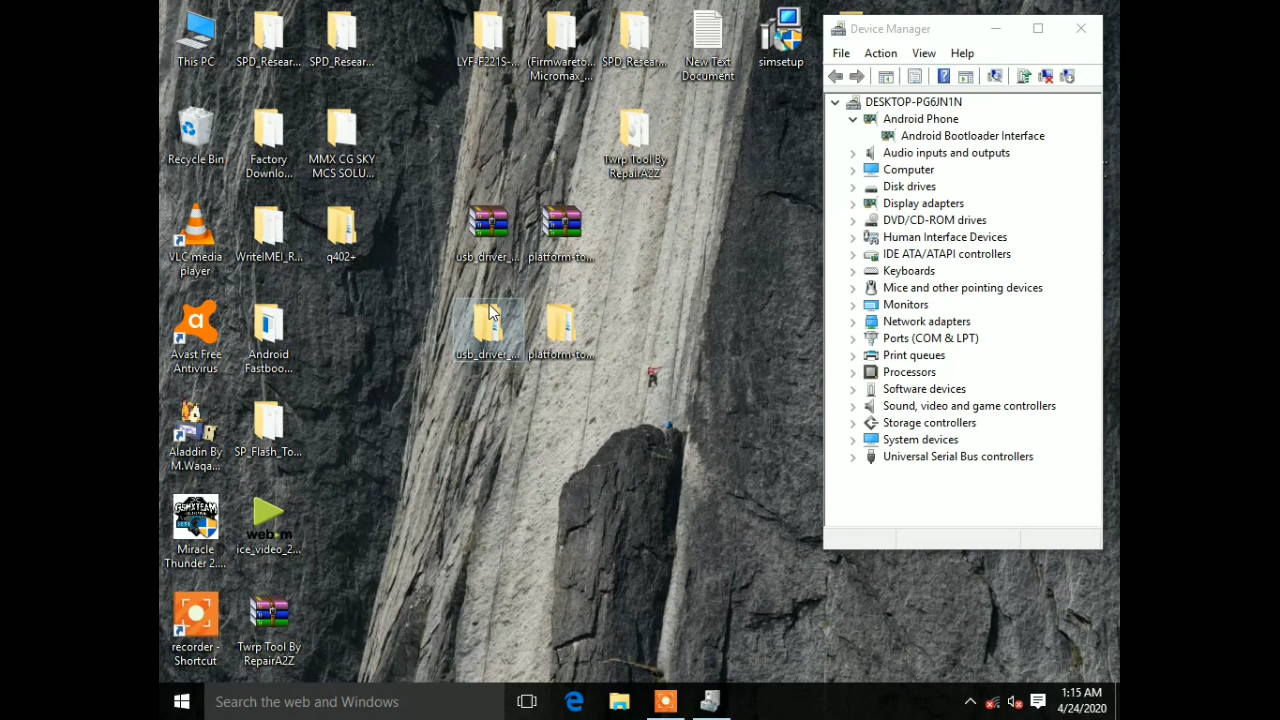 This PC
SPD_Resear...
SPD_Resear...
LYF-F221S-...
(Firmwareto...
Micromax_...
SPD_Resear...
New Text
Document
simsetup
Recycle Bin
Factory
Downlo...
MMX CG SKY
MCS SOLU...
Twrp Tool By
RepairA2Z
VLC media
player
WriteIMEI_R...
q402+
usb_driver_...
platform-to...
Avast Free
Antivirus
Android
Fastboo...
usb_driver_...
platform-to...
Aladdin By
M.Waqa...
SP_Flash_To...
Miracle
Thunder 2....
webm
ice_video_2...
recorder -
Shortcut
Twrp Tool By
RepairA2Z
Device Manager
File Action View Help
DESKTOP-PG6JN1N
Android Phone
Android Bootloader Interface
Audio inputs and outputs
Computer
Disk drives
Display adapters
DVD/CD-ROM drives
Human Interface Devices
IDE ATA/ATAPI controllers
Keyboards
Mice and other pointing devices
Monitors
Network adapters
Ports (COM & LPT)
Print queues
Processors
Software devices
Sound, video and game controllers
Storage controllers
System devices
Universal Serial Bus controllers
Search the web and Windows
1:15 AM
4/24/2020